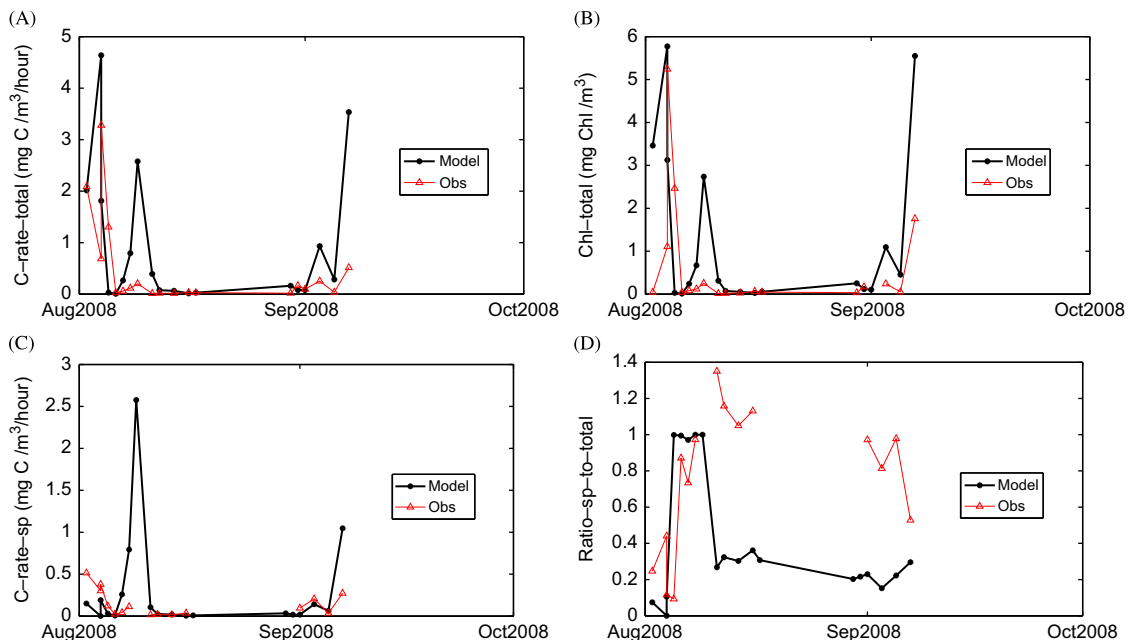 (A)
C–rate–total (mg C /m³/hour)
5
4
3
2
1
0
Aug2008 Sep2008 Oct2008
Model
Obs
(B)
Chl–total (mg Chl /m³)
6
5
4
3
2
1
0
Aug2008 Sep2008 Oct2008
Model
Obs
(C)
C–rate–sp (mg C /m³/hour)
3
2.5
2
1.5
1
0.5
0
Aug2008 Sep2008 Oct2008
Model
Obs
(D)
Ratio–sp–to–total
1.4
1.2
1
0.8
0.6
0.4
0.2
0
Aug2008 Sep2008 Oct2008
Model
Obs